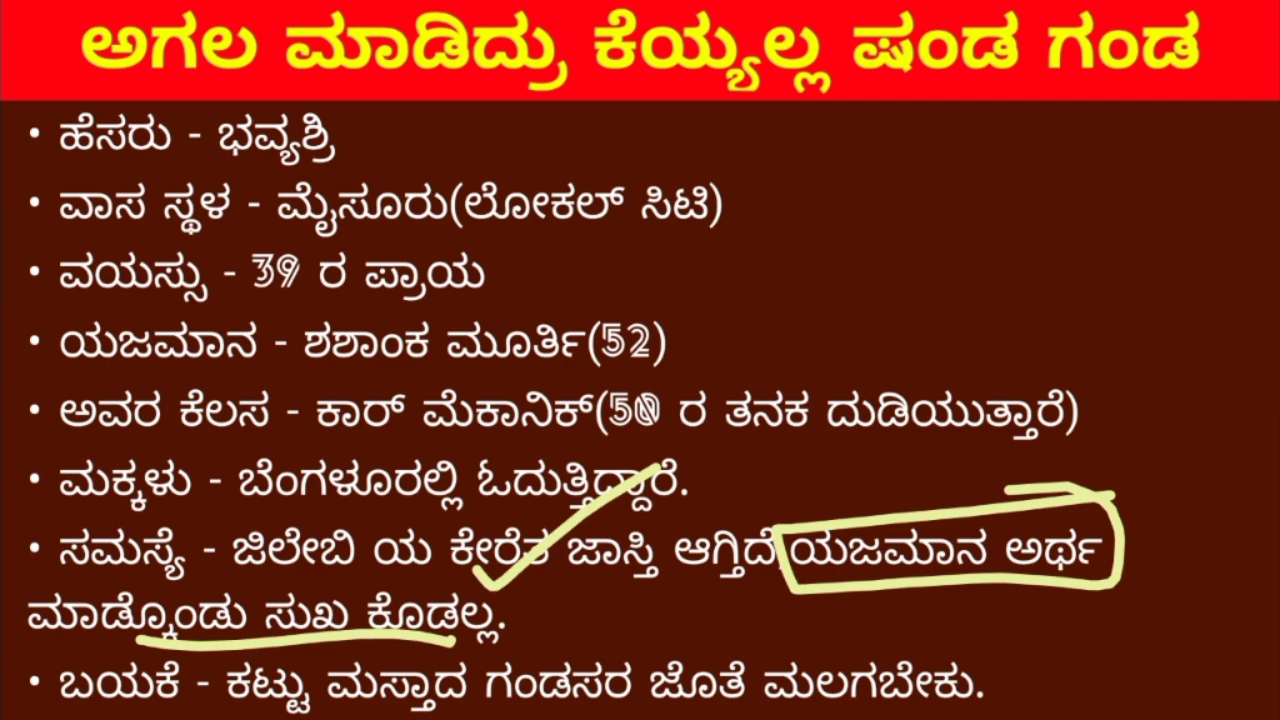 ಅಗಲ ಮಾಡಿದ್ರು ಕೆಯ್ಯಲ್ಲ ಷಂಡ ಗಂಡ
• ಹೆಸರು - ಭವ್ಯಶ್ರಿ
• ವಾಸ ಸ್ಥಳ - ಮೈಸೂರು(ಲೋಕಲ್ ಸಿಟಿ)
• ವಯಸ್ಸು - 39 ರ ಪ್ರಾಯ
• ಯಜಮಾನ - ಶಶಾಂಕ ಮೂರ್ತಿ(52)
• ಅವರ ಕೆಲಸ - ಕಾರ್ ಮೆಕಾನಿಕ್(50 ರ ತನಕ ದುಡಿಯುತ್ತಾರೆ)
• ಮಕ್ಕಳು - ಬೆಂಗಳೂರಲ್ಲಿ ಓದುತ್ತಿದ್ದಾರೆ.
• ಸಮಸ್ಯೆ - ಜಿಲೇಬಿ ಯ ಕೇರೆತ ಜಾಸ್ತಿ ಆಗ್ತಿದೆ ಯಜಮಾನ ಅರ್ಥ
ಮಾಡ್ಕೊಂಡು ಸುಖ ಕೊಡಲ್ಲ.
• ಬಯಕೆ - ಕಟ್ಟು ಮಸ್ತಾದ ಗಂಡಸರ ಜೊತೆ ಮಲಗಬೇಕು.